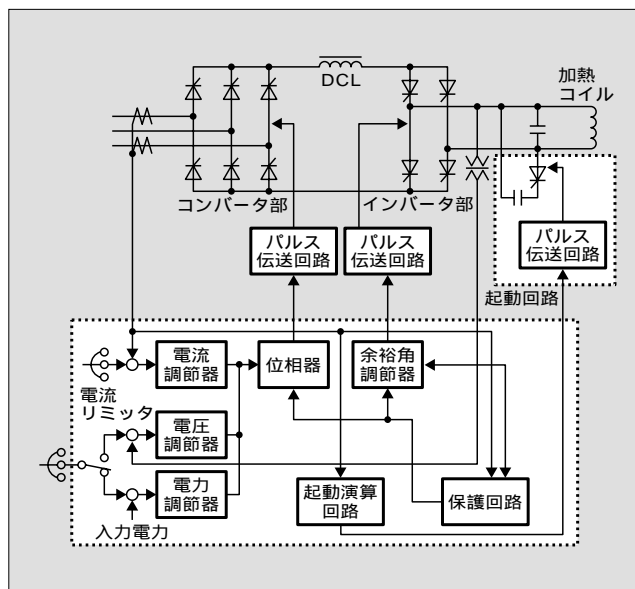 DCL
加熱
コイル
コンバータ部
インバータ部
パルス
伝送回路
パルス
伝送回路
パルス
伝送回路
起動回路
電流
調節器
位相器
余裕角
調節器
電流
リミッタ
電圧
調節器
電力
調節器
入力電力
起動演算
回路
保護回路